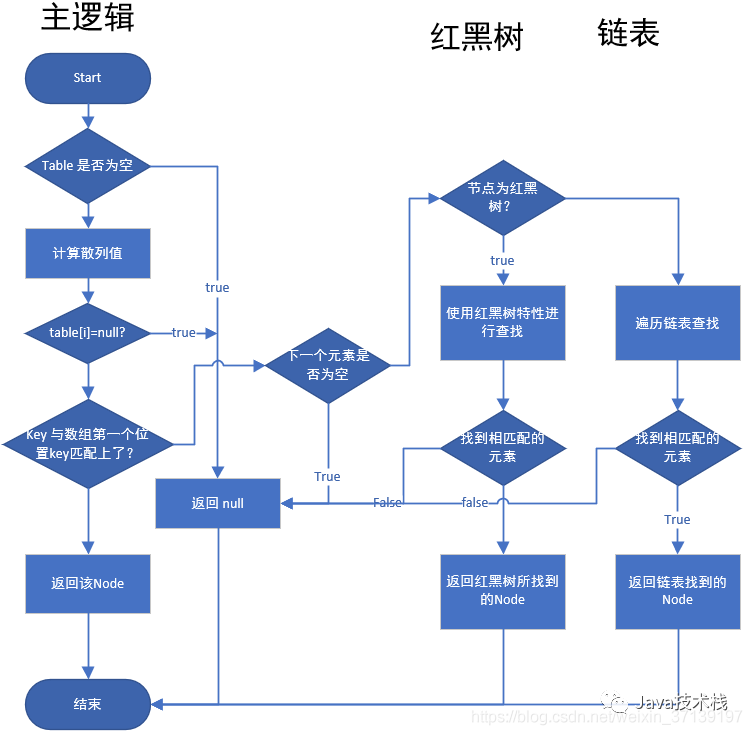 主逻辑
红黑树
链表
Start
Table 是否为空
计算散列值
true
table[i]=null?
true
Key 与数组第一个位
置key匹配上了？
返回该Node
结束
返回 null
下一个元素是
否为空
True
节点为红黑
树？
true
使用红黑树特性进
行查找
找到相匹配的
元素
False
false
返回红黑树所找到
的Node
遍历链表查找
找到相匹配的
元素
True
返回链表找到的
Node
Java技术栈
https://blog.csdn.net/weixin_37139197